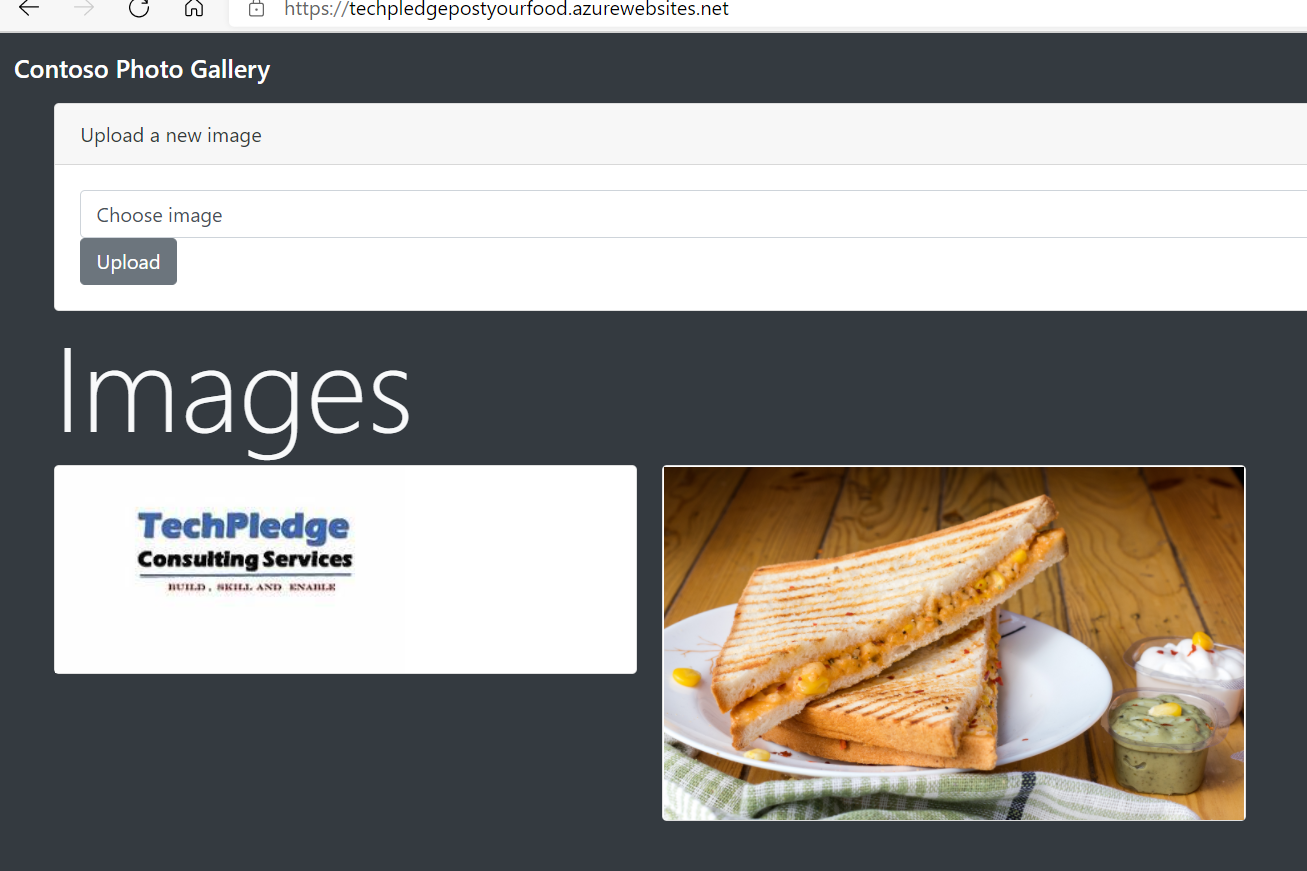 https://techpledgepostyourfood.azurewebsites.net
Contoso Photo Gallery
Upload a new image
Choose image
Upload
Images
TechPledge
Consulting Services
BUILD , SKILL AND ENABLE